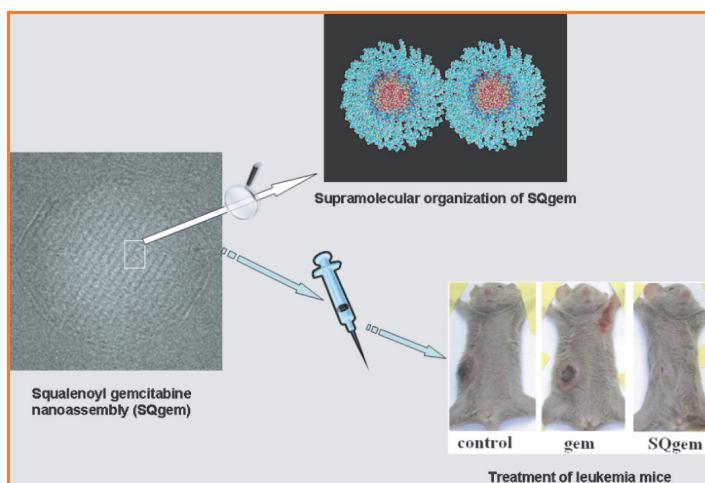 Supramolecular organization of SQgem
Squalenoyl gemcitabine
nanoassembly (SQgem)
control gem SQgem
Treatment of leukemia mice